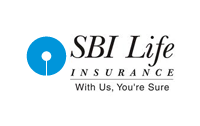 SBI Life
INSURANCE
With Us, You're Sure